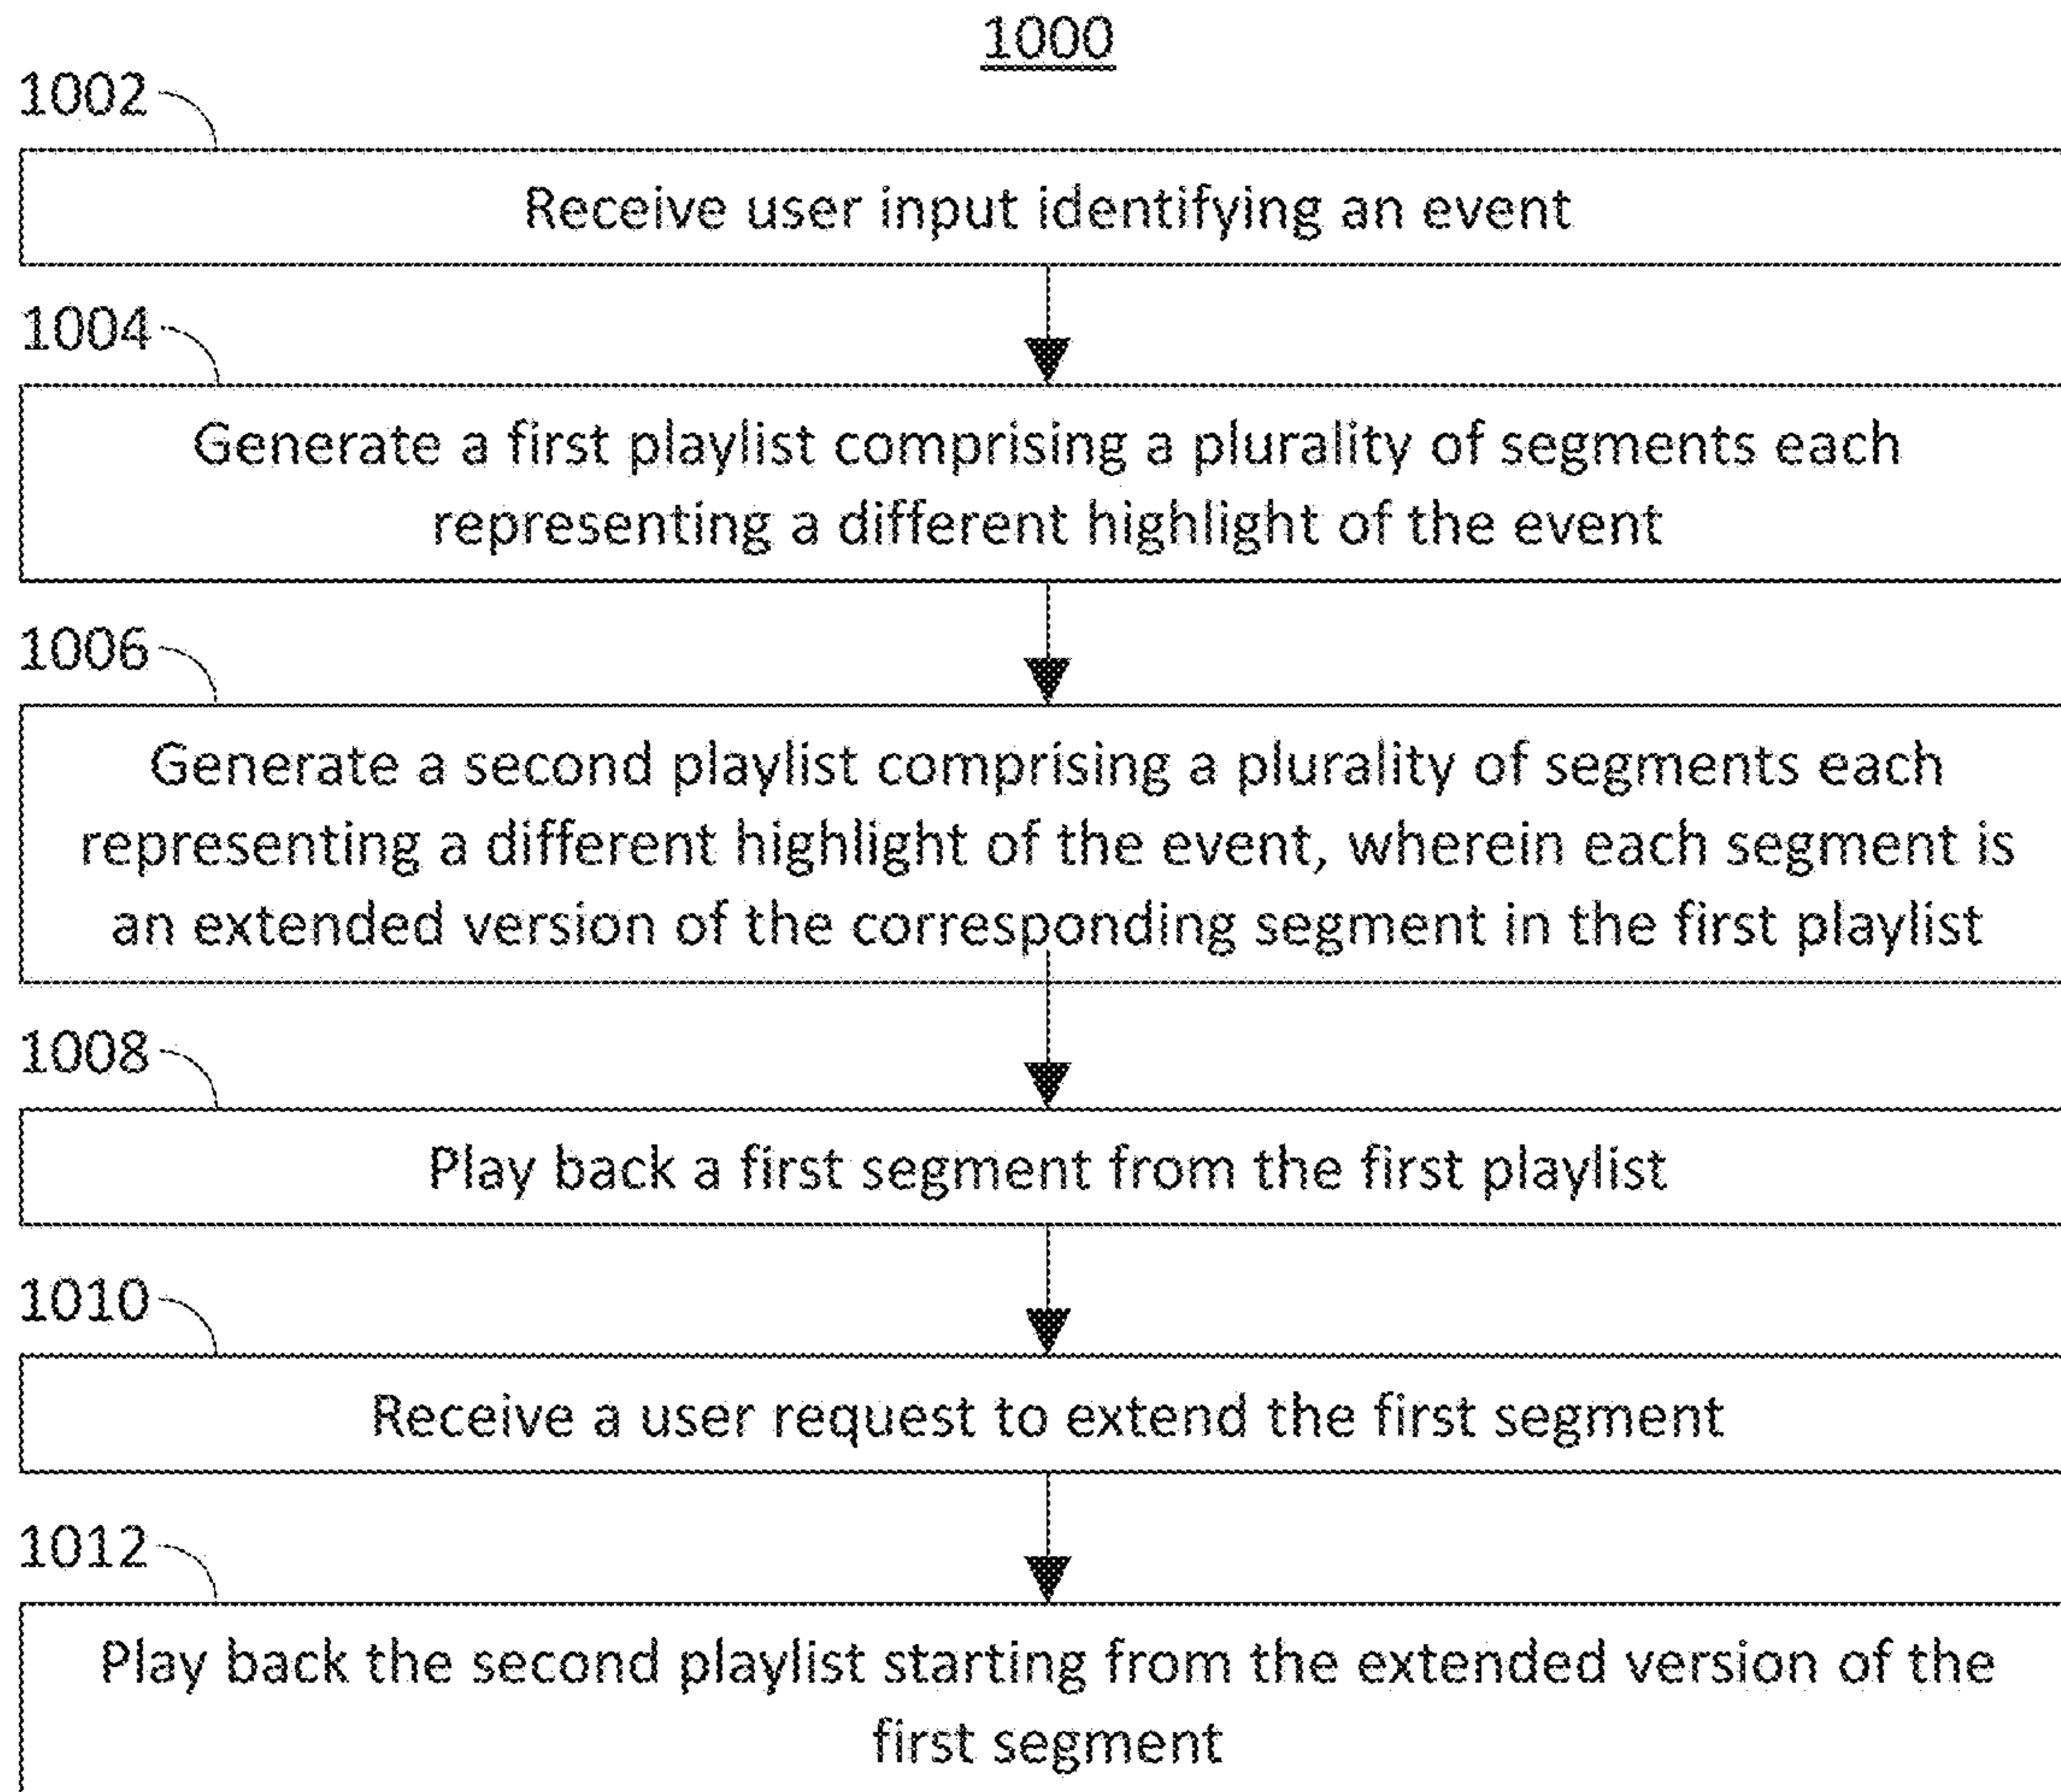 1000
1002
Receive user input identifying an event
1004
Generate a first playlist comprising a plurality of segments each
representing a different highlight of the event
1006
Generate a second playlist comprising a plurality of segments each
representing a different highlight of the event, wherein each segment is
an extended version of the corresponding segment in the first playlist
1008
Play back a first segment from the first playlist
1010
Receive a user request to extend the first segment
1012
Play back the second playlist starting from the extended version of the
first segment